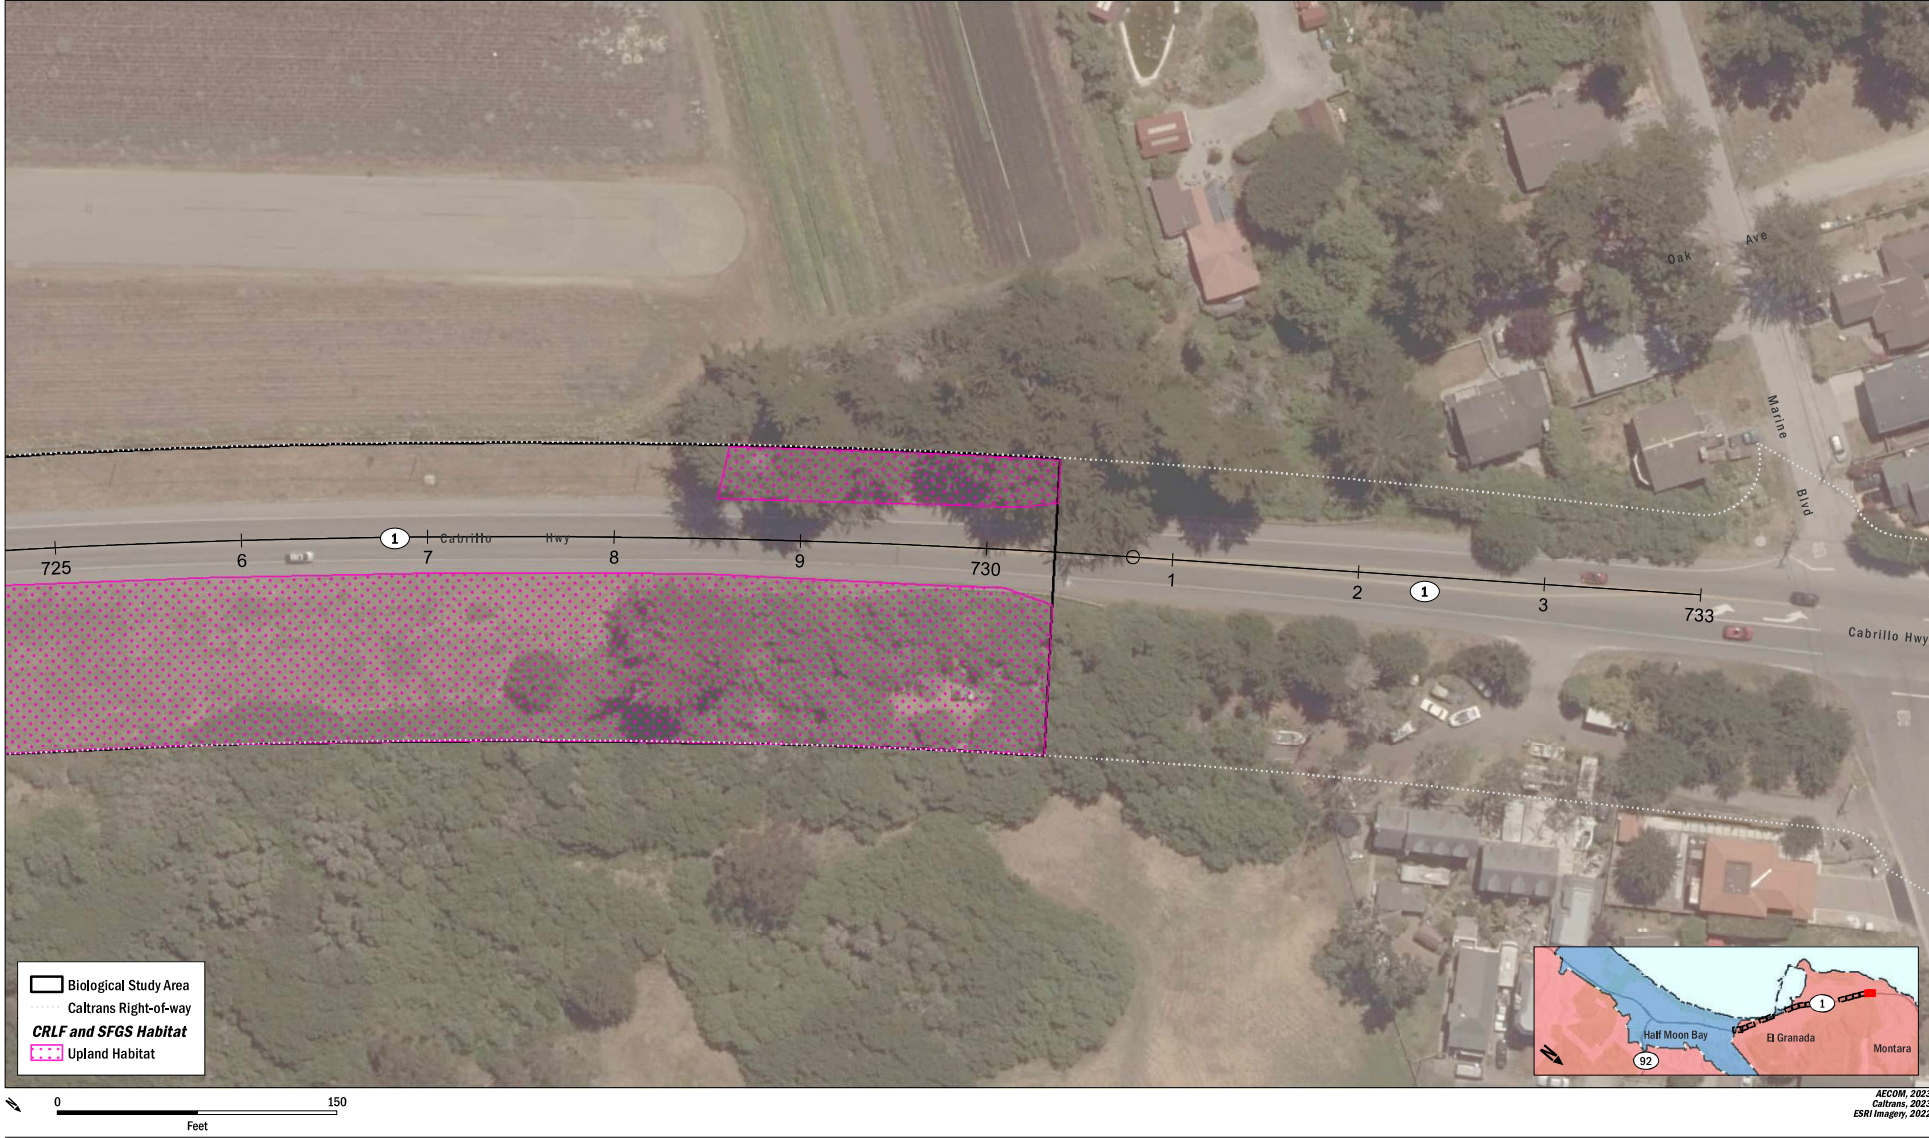 Oak Ave
Marine Blvd
1
Cabrillo Hwy
725
6
7
8
9
730
1
2
1
3
733
Cabrillo Hwy
Biological Study Area
Caltrans Right-of-way
CRLF and SFGS Habitat
Upland Habitat
1
Half Moon Bay
El Granada
Montara
92
N
N
0 150
Feet
AECOM, 2023
Caltrans, 2023
ESRI Imagery, 2022